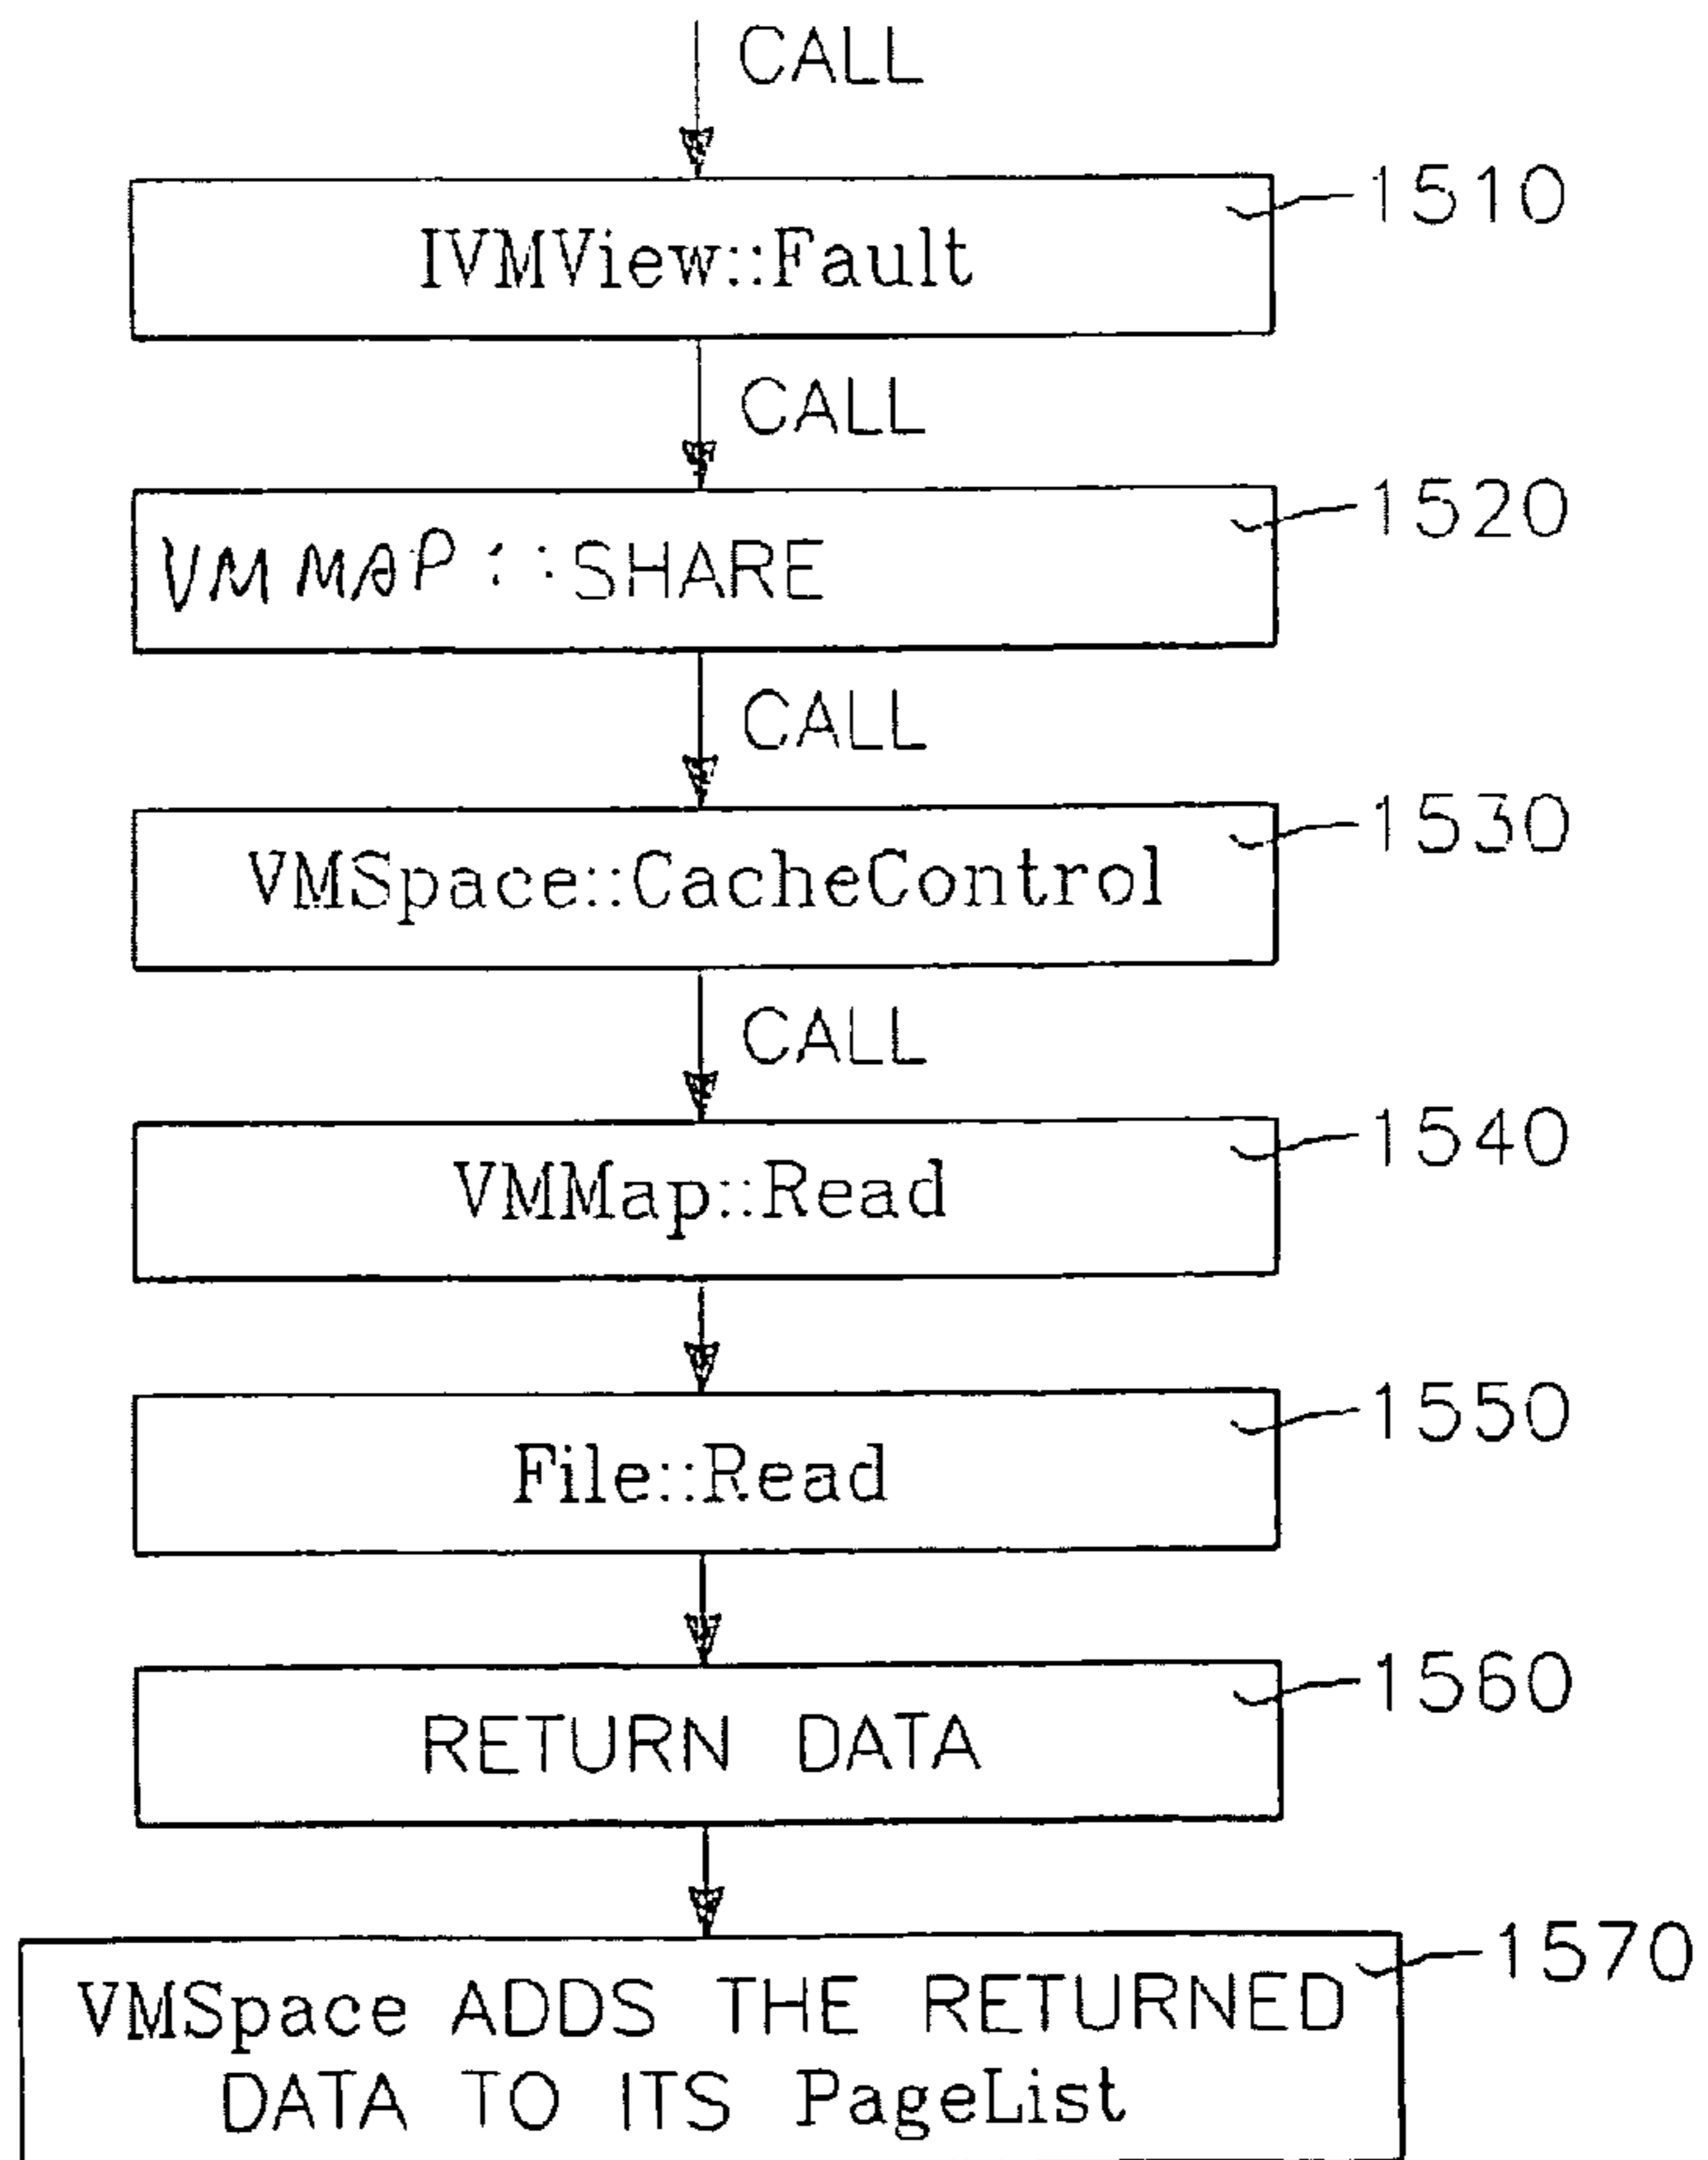 CALL
1510
IVMView::Fault
CALL
1520
VMMAP::SHARE
CALL
1530
VMSpace::CacheControl
CALL
1540
VMMap::Read
1550
File::Read
1560
RETURN DATA
1570
VMSpace ADDS THE RETURNED
DATA TO ITS PageList